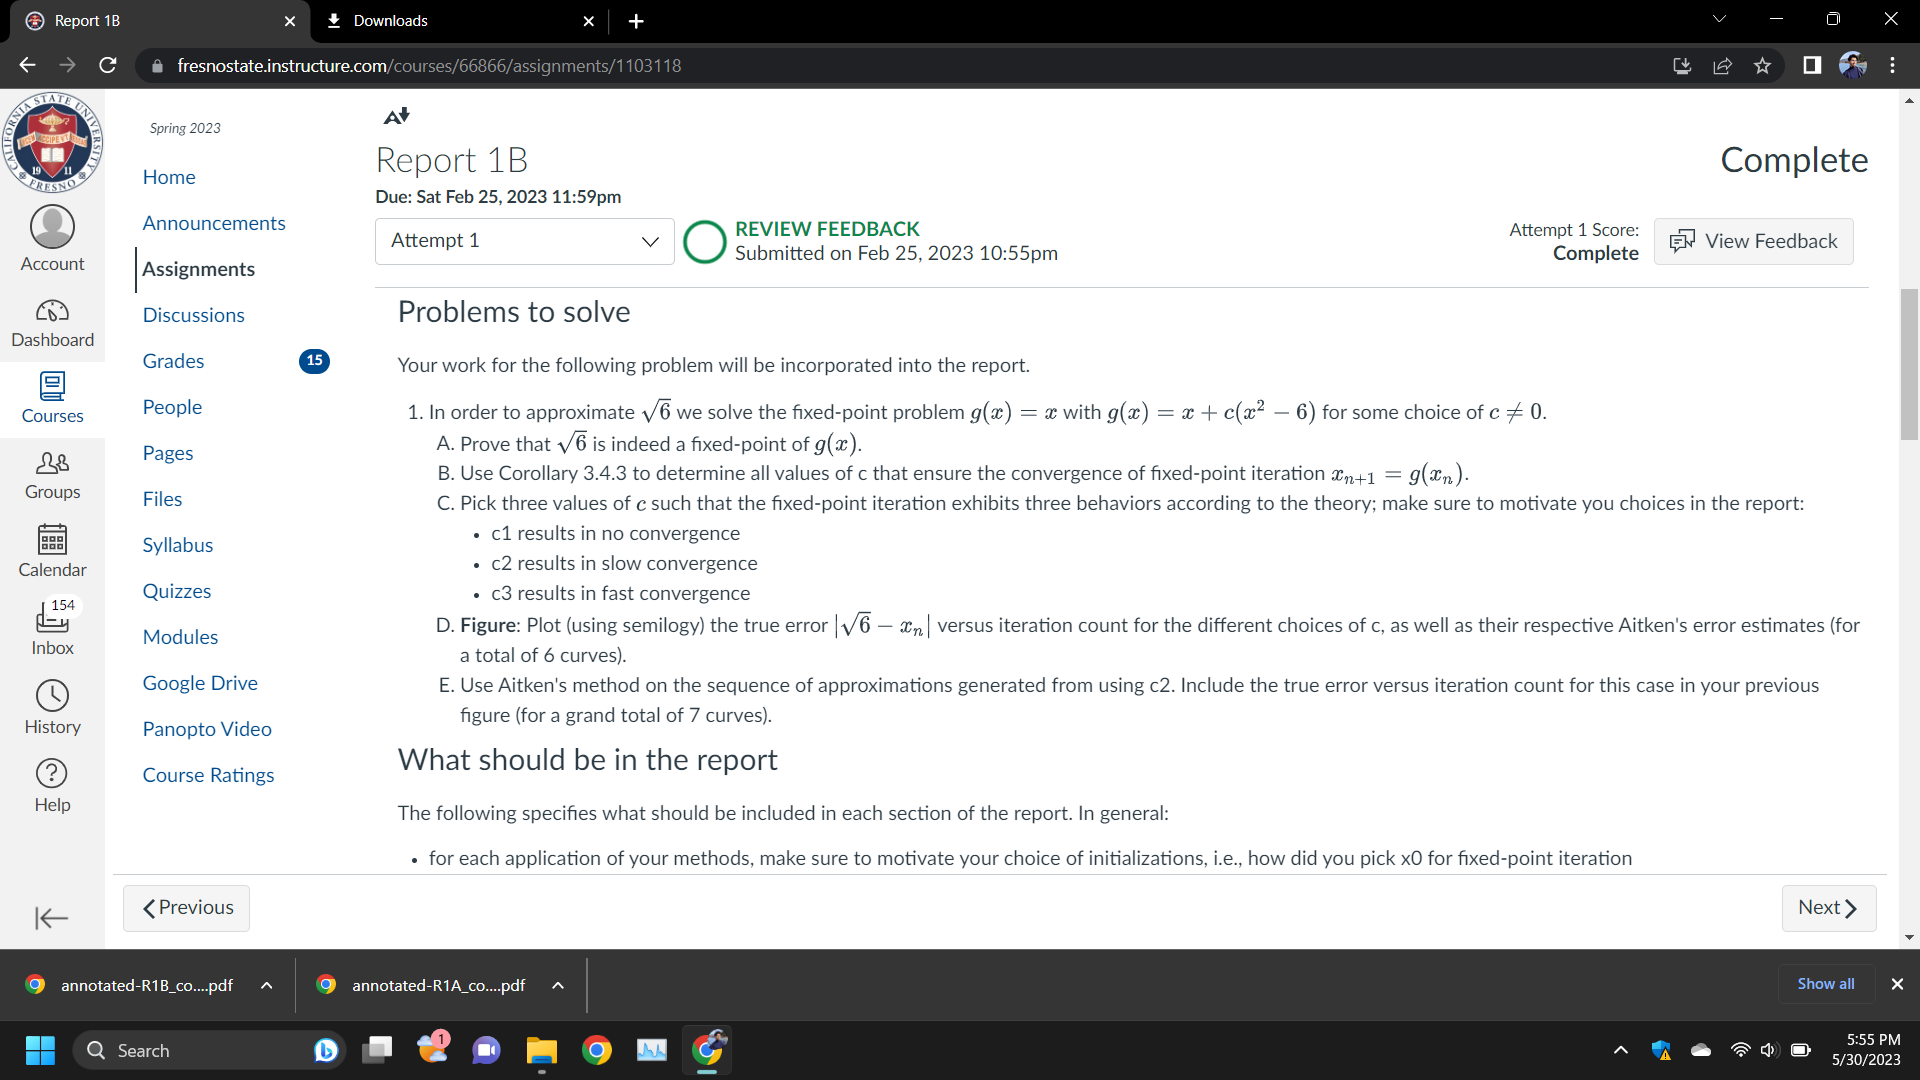 Report 1B
Downloads
fresnostate.instructure.com/courses/66866/assignments/1103118
CALIFORNIA STATE UNIVERSITY
19 11
FRESNO
Account
Dashboard
Courses
Groups
Calendar
154
Inbox
History
Help
Spring 2023
Home
Announcements
Assignments
Discussions
Grades
15
People
Pages
Files
Syllabus
Quizzes
Modules
Google Drive
Panopto Video
Course Ratings
Report 1B
Complete
Due: Sat Feb 25, 2023 11:59pm
Attempt 1
REVIEW FEEDBACK
Submitted on Feb 25, 2023 10:55pm
Attempt 1 Score:
Complete
View Feedback
Problems to solve
Your work for the following problem will be incorporated into the report.
1. In order to approximate √6 we solve the fixed-point problem g(x) = x with g(x) = x + c(x² − 6) for some choice of c ≠ 0.
A. Prove that √6 is indeed a fixed-point of g(x).
B. Use Corollary 3.4.3 to determine all values of c that ensure the convergence of fixed-point iteration xₙ₊₁ = g(xₙ).
C. Pick three values of c such that the fixed-point iteration exhibits three behaviors according to the theory; make sure to motivate you choices in the report:
• c1 results in no convergence
• c2 results in slow convergence
• c3 results in fast convergence
D. Figure: Plot (using semilogy) the true error |√6 − xₙ| versus iteration count for the different choices of c, as well as their respective Aitken's error estimates (for
a total of 6 curves).
E. Use Aitken's method on the sequence of approximations generated from using c2. Include the true error versus iteration count for this case in your previous
figure (for a grand total of 7 curves).
What should be in the report
The following specifies what should be included in each section of the report. In general:
• for each application of your methods, make sure to motivate your choice of initializations, i.e., how did you pick x0 for fixed-point iteration
Previous
Next
annotated-R1B_co....pdf
annotated-R1A_co....pdf
Show all
Search
1
5:55 PM
5/30/2023